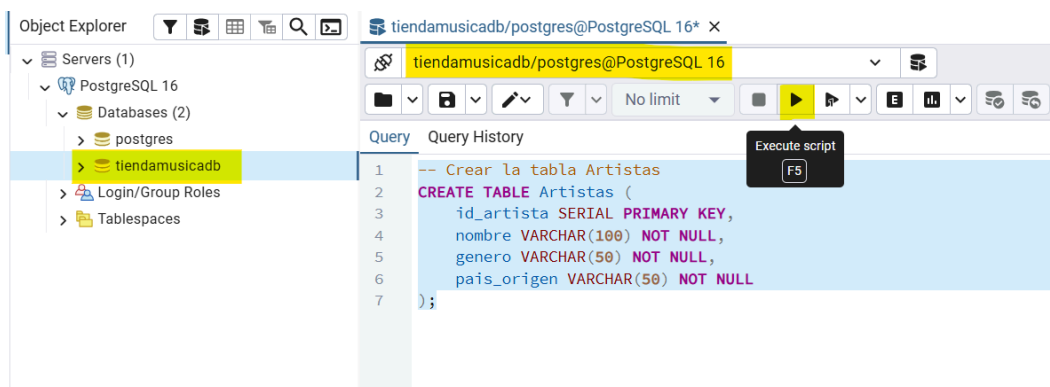 Object Explorer
Servers (1)
PostgreSQL 16
Databases (2)
postgres
tiendamusicadb
Login/Group Roles
Tablespaces
tiendamusicadb/postgres@PostgreSQL 16*
tiendamusicadb/postgres@PostgreSQL 16
No limit
E
Query Query History
Execute script
F5
1 -- Crear la tabla Artistas
2 CREATE TABLE Artistas (
3 id_artista SERIAL PRIMARY KEY,
4 nombre VARCHAR(100) NOT NULL,
5 genero VARCHAR(50) NOT NULL,
6 pais_origen VARCHAR(50) NOT NULL
7 );